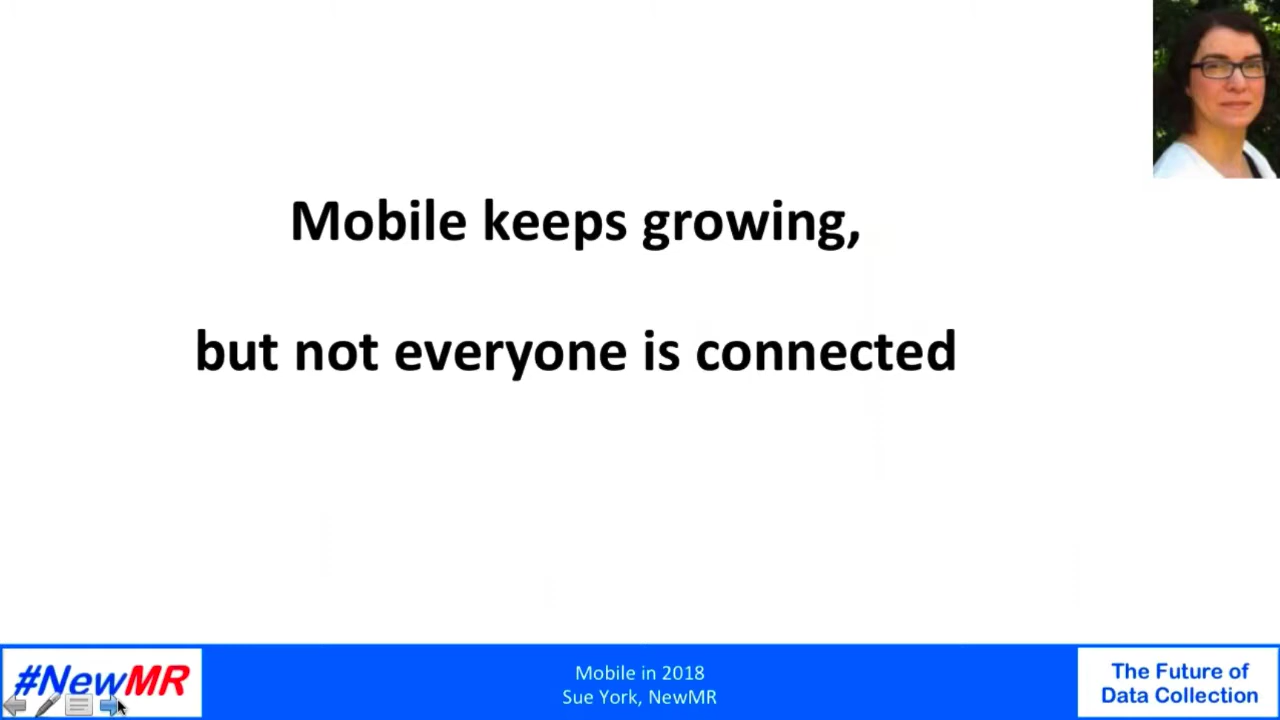 Mobile keeps growing,
but not everyone is connected
#NewMR
Mobile in 2018
Sue York, NewMR
The Future of
Data Collection